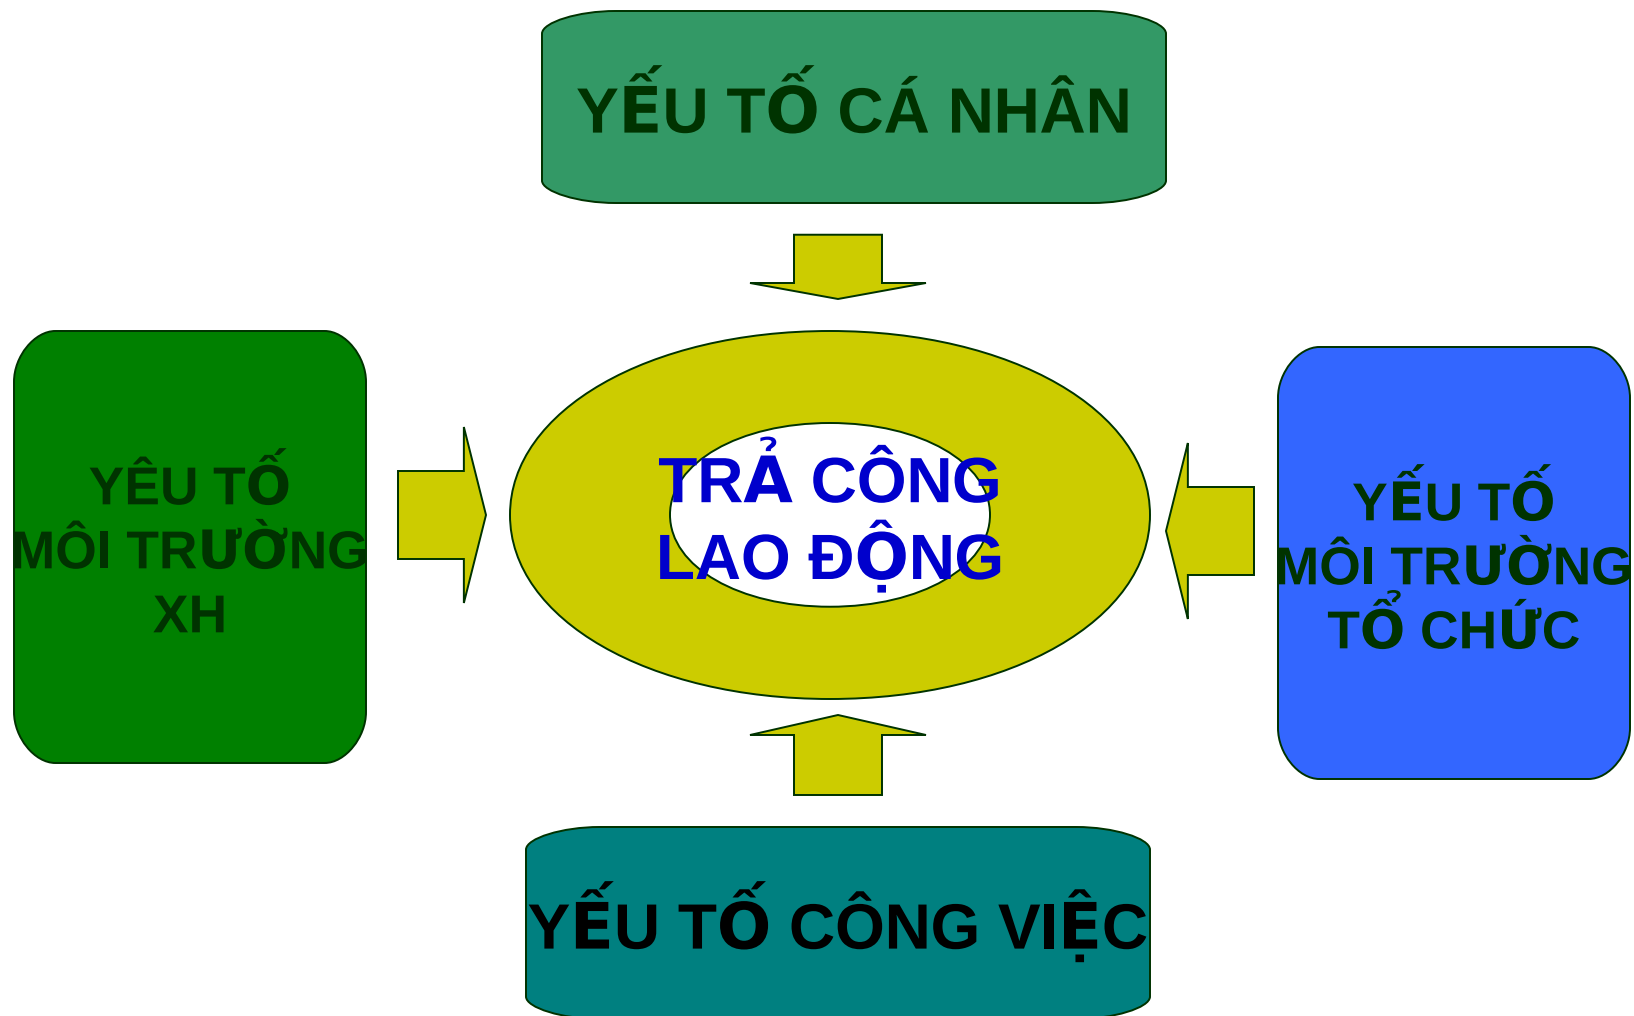 YẾU TỐ CÁ NHÂN
YÊU TỐ
MÔI TRƯỜNG
XH
TRẢ CÔNG
LAO ĐỘNG
YẾU TỐ
MÔI TRƯỜNG
TỔ CHỨC
YẾU TỐ CÔNG VIỆC